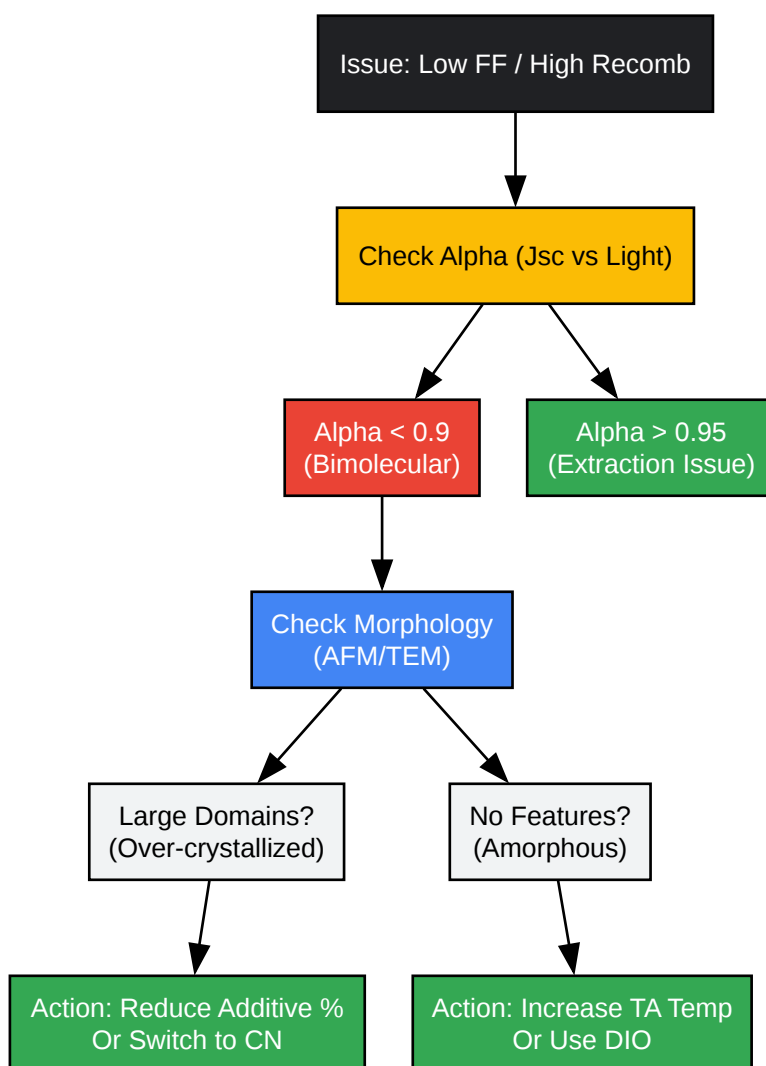 Issue: Low FF / High Recomb
Check Alpha (Jsc vs Light)
Alpha < 0.9
(Bimolecular)
Alpha > 0.95
(Extraction Issue)
Check Morphology
(AFM/TEM)
Large Domains?
(Over-crystallized)
No Features?
(Amorphous)
Action: Reduce Additive %
Or Switch to CN
Action: Increase TA Temp
Or Use DIO